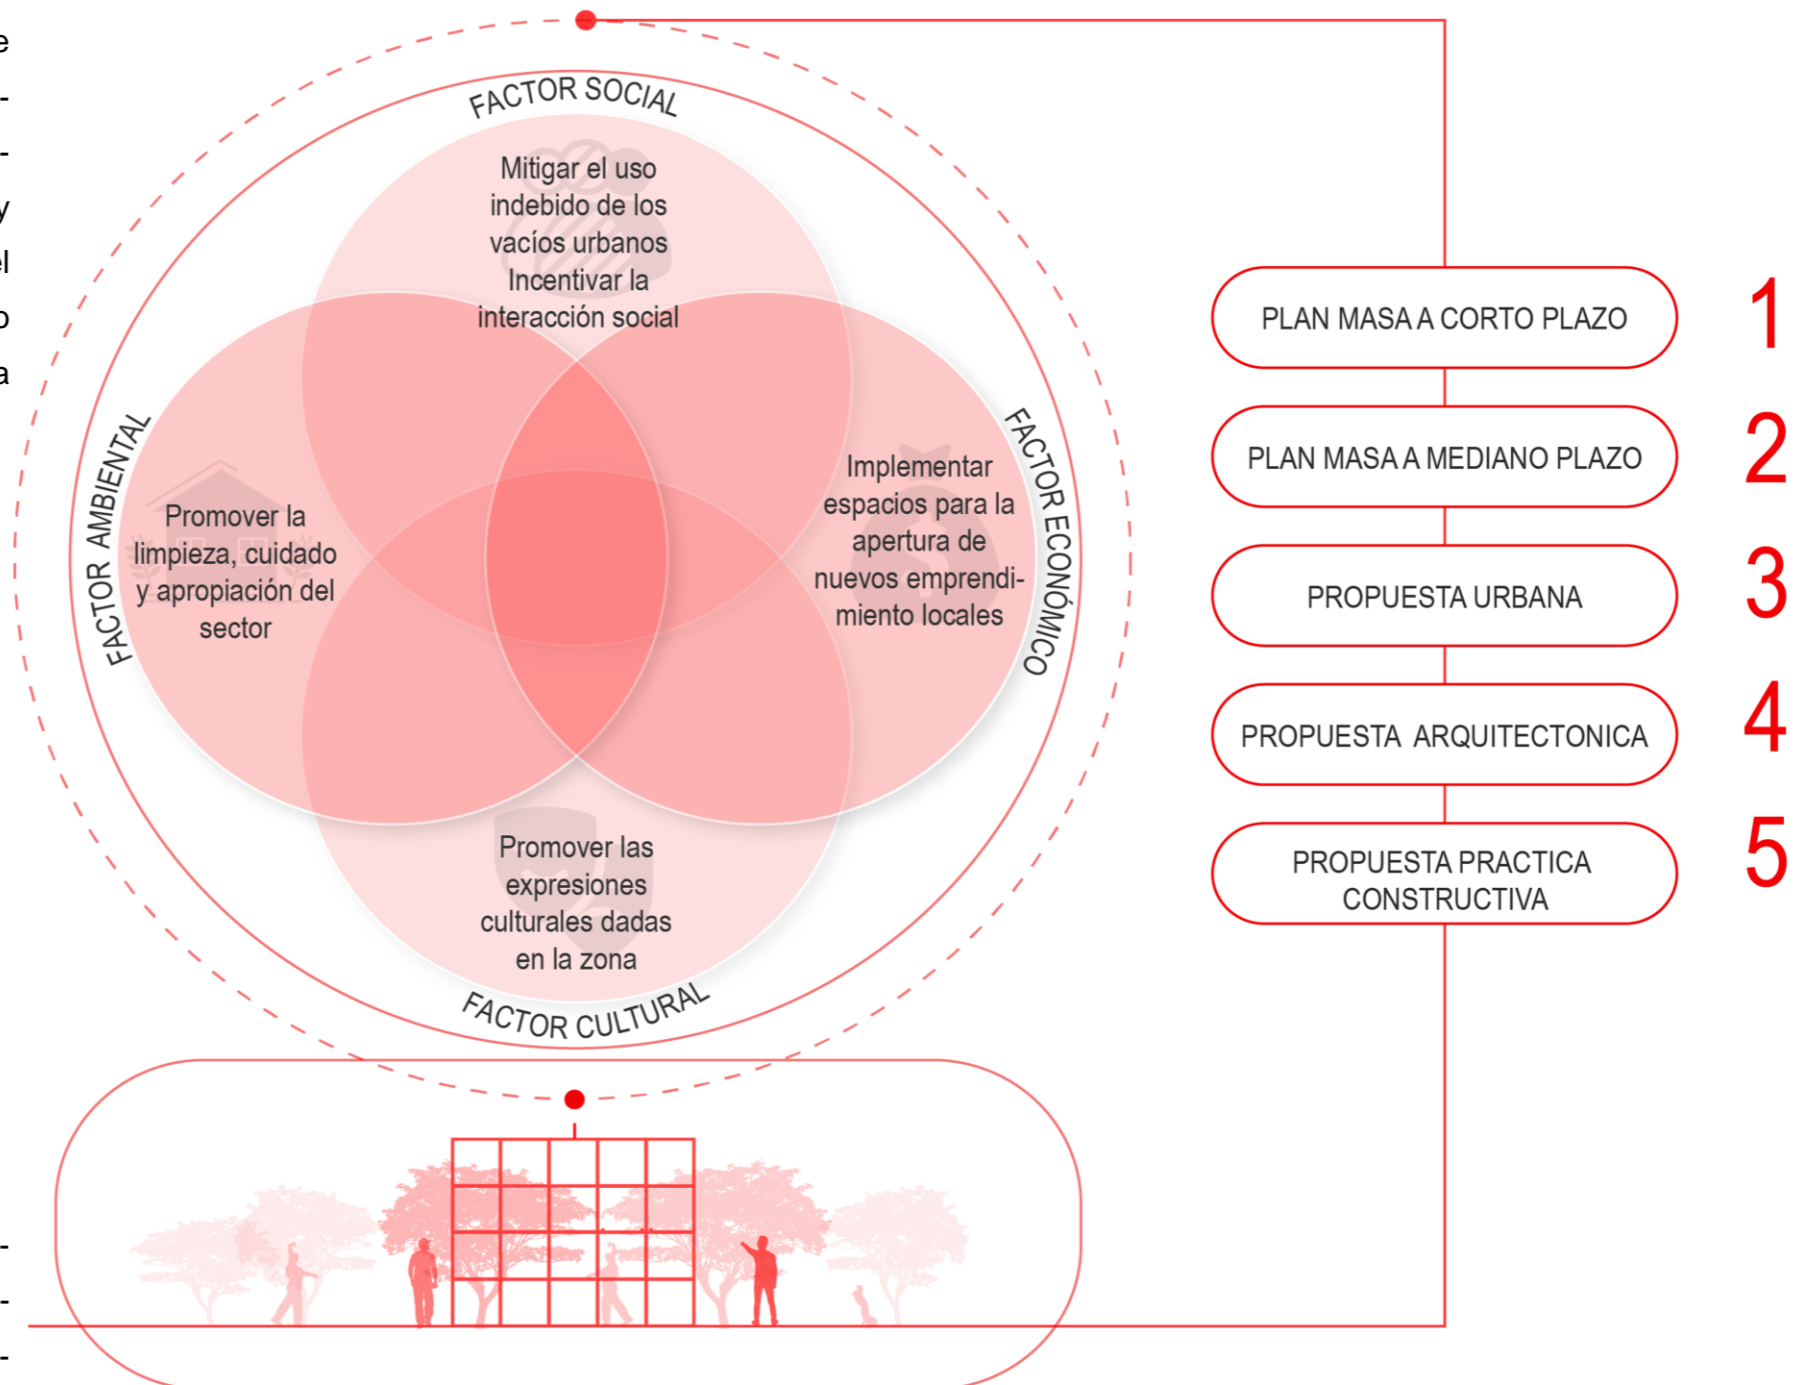 e
-
-
y
el
o
a
-
-
-
FACTOR SOCIAL
Mitigar el uso
indebido de los
vacíos urbanos
Incentivar la
interacción social
FACTOR AMBIENTAL
Promover la
limpieza, cuidado
y apropiación del
sector
FACTOR ECONÓMICO
Implementar
espacios para la
apertura de
nuevos emprendi-
miento locales
Promover las
expresiones
culturales dadas
en la zona
FACTOR CULTURAL
PLAN MASA A CORTO PLAZO
1
PLAN MASA A MEDIANO PLAZO
2
PROPUESTA URBANA
3
PROPUESTA ARQUITECTONICA
4
PROPUESTA PRACTICA
CONSTRUCTIVA
5